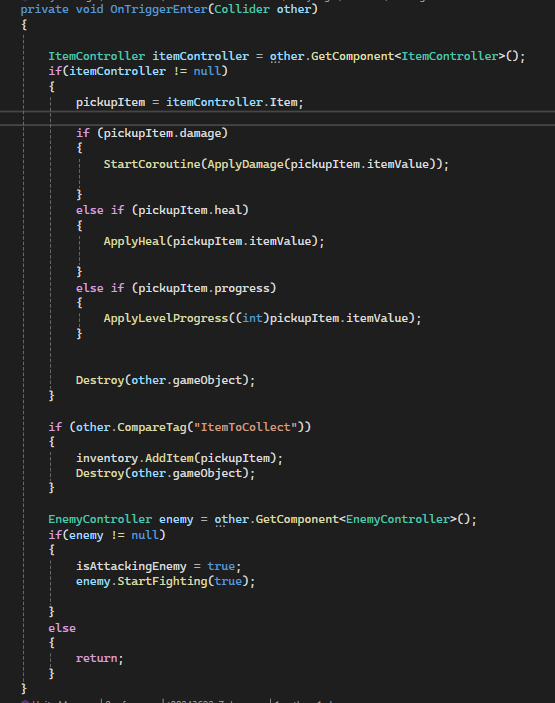 private void OnTriggerEnter(Collider other)
{
ItemController itemController = other.GetComponent<ItemController>();
if(itemController != null)
{
pickupItem = itemController.Item;
if (pickupItem.damage)
{
StartCoroutine(ApplyDamage(pickupItem.itemValue));
}
else if (pickupItem.heal)
{
ApplyHeal(pickupItem.itemValue);
}
else if (pickupItem.progress)
{
ApplyLevelProgress((int)pickupItem.itemValue);
}
Destroy(other.gameObject);
}
if (other.CompareTag("ItemToCollect"))
{
inventory.AddItem(pickupItem);
Destroy(other.gameObject);
}
EnemyController enemy = other.GetComponent<EnemyController>();
if(enemy != null)
{
isAttackingEnemy = true;
enemy.StartFighting(true);
}
else
{
return;
}
}